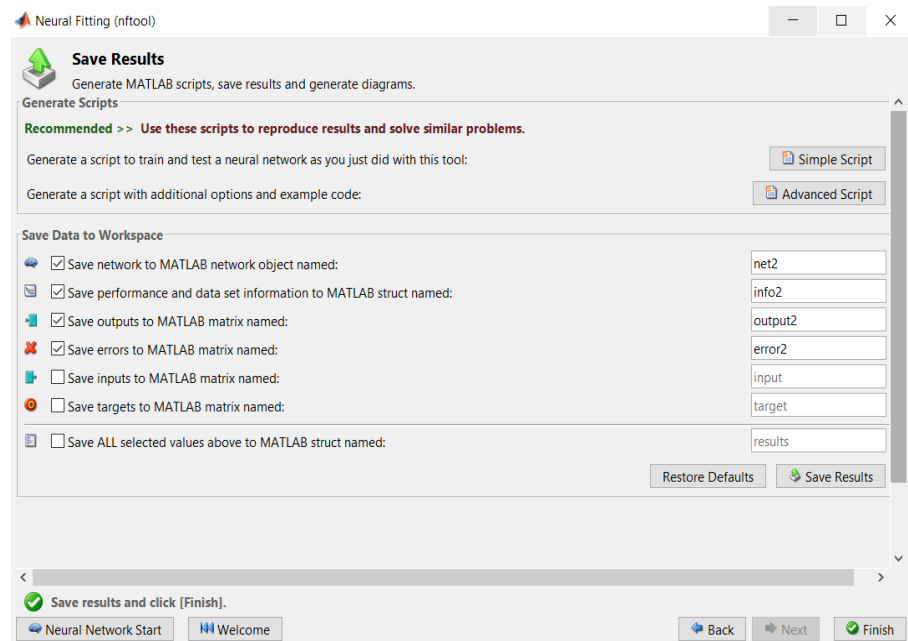 Neural Fitting (nftool)
Save Results
Generate MATLAB scripts, save results and generate diagrams.
Generate Scripts
Recommended >> Use these scripts to reproduce results and solve similar problems.
Generate a script to train and test a neural network as you just did with this tool: Simple Script
Generate a script with additional options and example code: Advanced Script
Save Data to Workspace
Save network to MATLAB network object named: net2
Save performance and data set information to MATLAB struct named: info2
Save outputs to MATLAB matrix named: output2
Save errors to MATLAB matrix named: error2
Save inputs to MATLAB matrix named: input
Save targets to MATLAB matrix named: target
Save ALL selected values above to MATLAB struct named: results
Restore Defaults Save Results
Save results and click [Finish].
Neural Network Start Welcome Back Next Finish